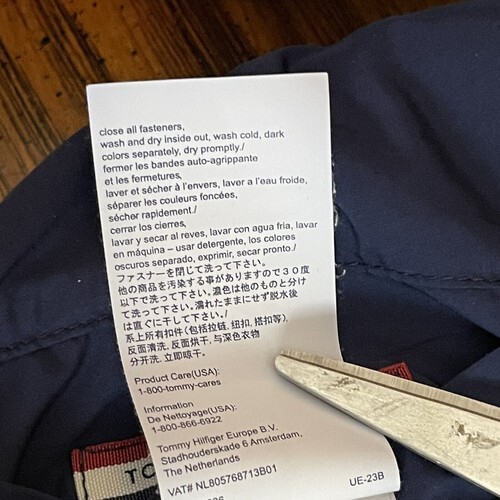 close all fasteners,
wash and dry inside out, wash cold, dark
colors separately, dry promptly./
fermer les bandes auto-agrippante
et les fermetures,
laver et sécher à l'envers, laver a l'eau froide,
séparer les couleurs foncées,
sécher rapidement./
cerrar los cierres,
lavar y secar al reves, lavar con agua fria, lavar
en máquina – usar detergente, los colores
oscuros separado, exprimir, secar pronto./
ファスナーを閉じて洗って下さい。
他の商品を汚染する事がありますので３０度
以下で洗って下さい。濃色は他のものと分け
て洗って下さい。濡れたままにせず脱水後
は直ぐに干して下さい。/
系上所有扣件(包括拉链, 纽扣, 搭扣等),
反面清洗, 反面烘干, 与深色衣物
分开洗, 立即晾干。
Product Care(USA):
1-800-tommy-cares
Information
De Nettoyage(USA):
1-800-866-6922
Tommy Hilfiger Europe B.V.
Stadhouderskade 6 Amsterdam,
The Netherlands
VAT# NL805768713B01
UE-23B
TO